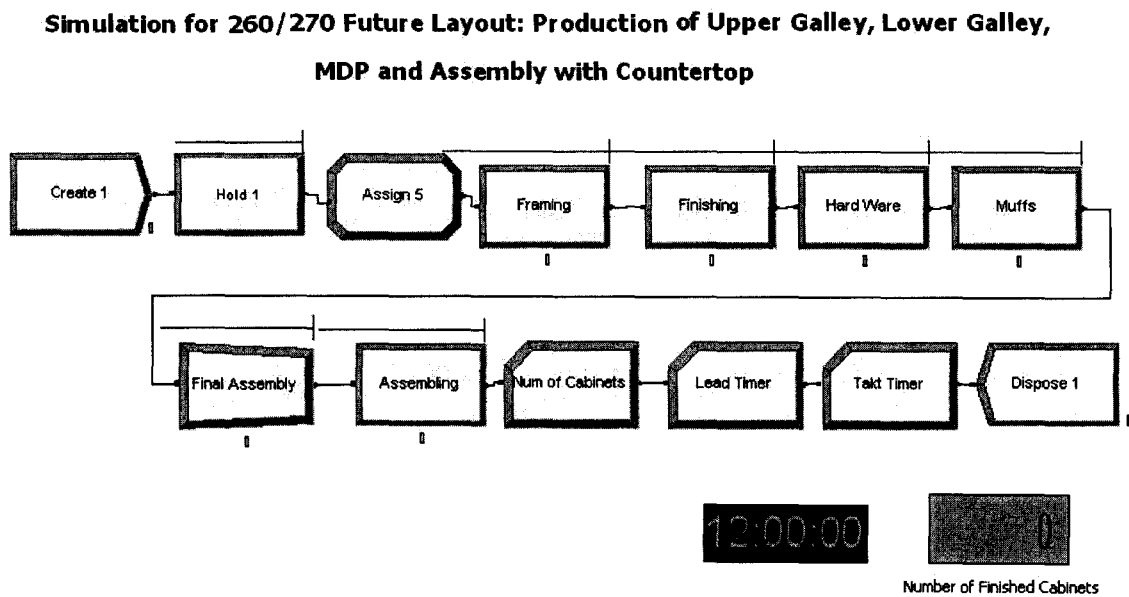 Simulation for 260/270 Future Layout: Production of Upper Galley, Lower Galley,
MDP and Assembly with Countertop
Create 1
Hold 1
Assign 5
Framing
Finishing
Hard Ware
Muffs
Final Assembly
Assembling
Num of Cabinets
Lead Timer
Takt Timer
Dispose 1
12:00:00
0
Number of Finished Cabinets